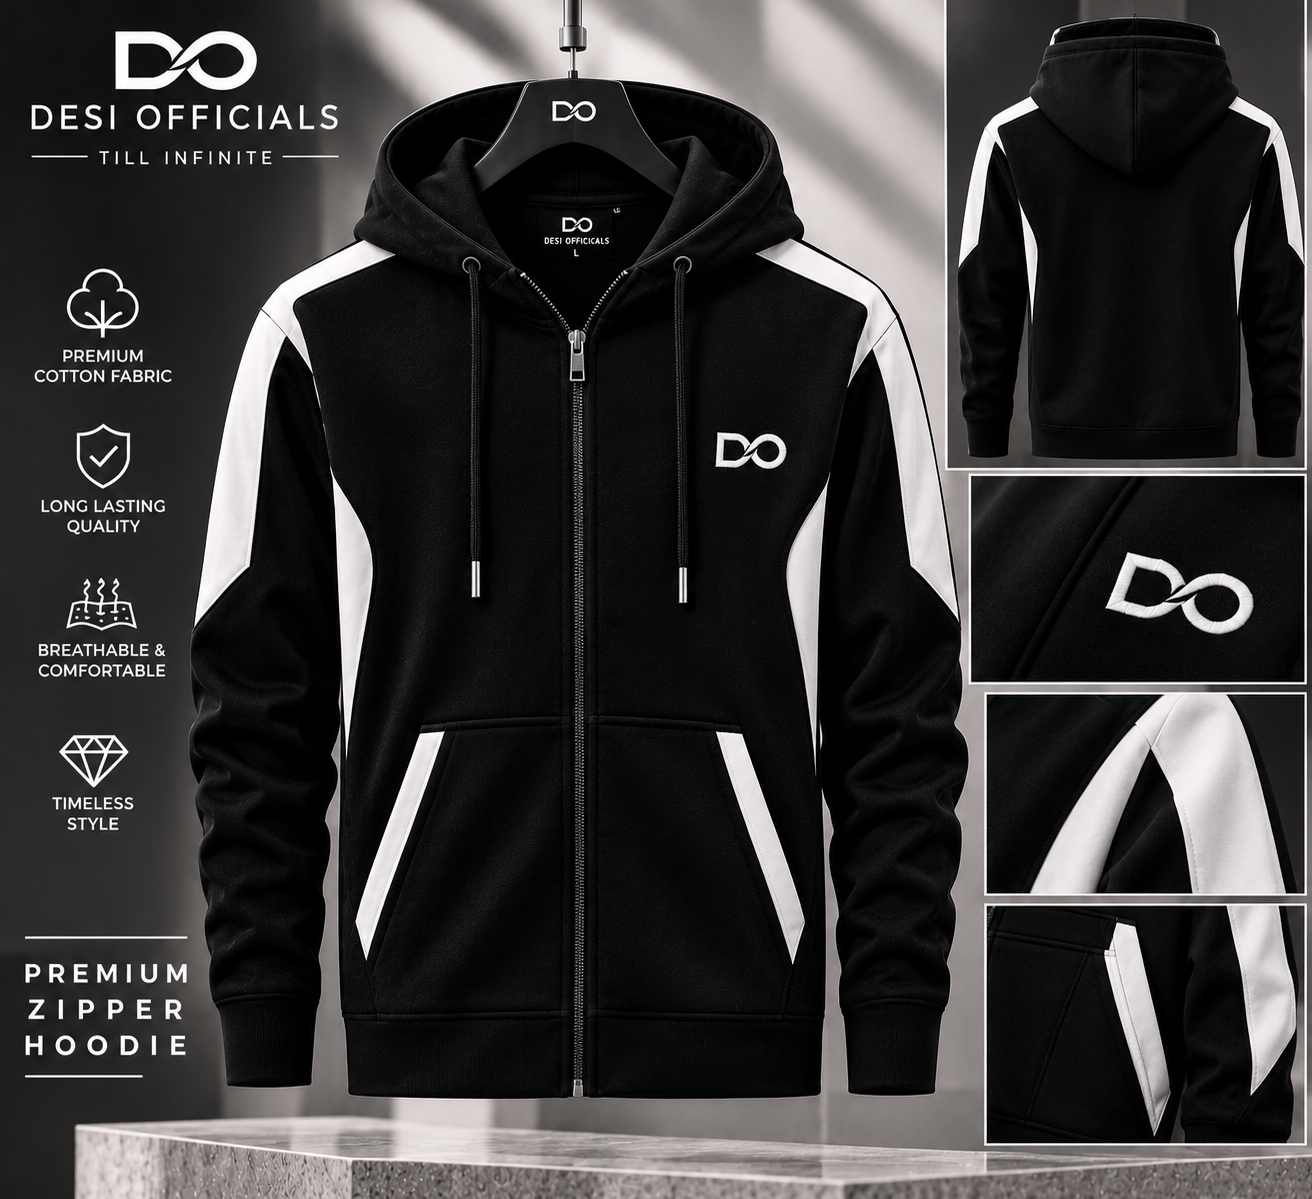 DO
DESI OFFICIALS
TILL INFINITE
PREMIUM
COTTON FABRIC
LONG LASTING
QUALITY
BREATHABLE &
COMFORTABLE
TIMELESS
STYLE
PREMIUM
ZIPPER
HOODIE
DO
DO
DESI OFFICICALS
L
DO
DO